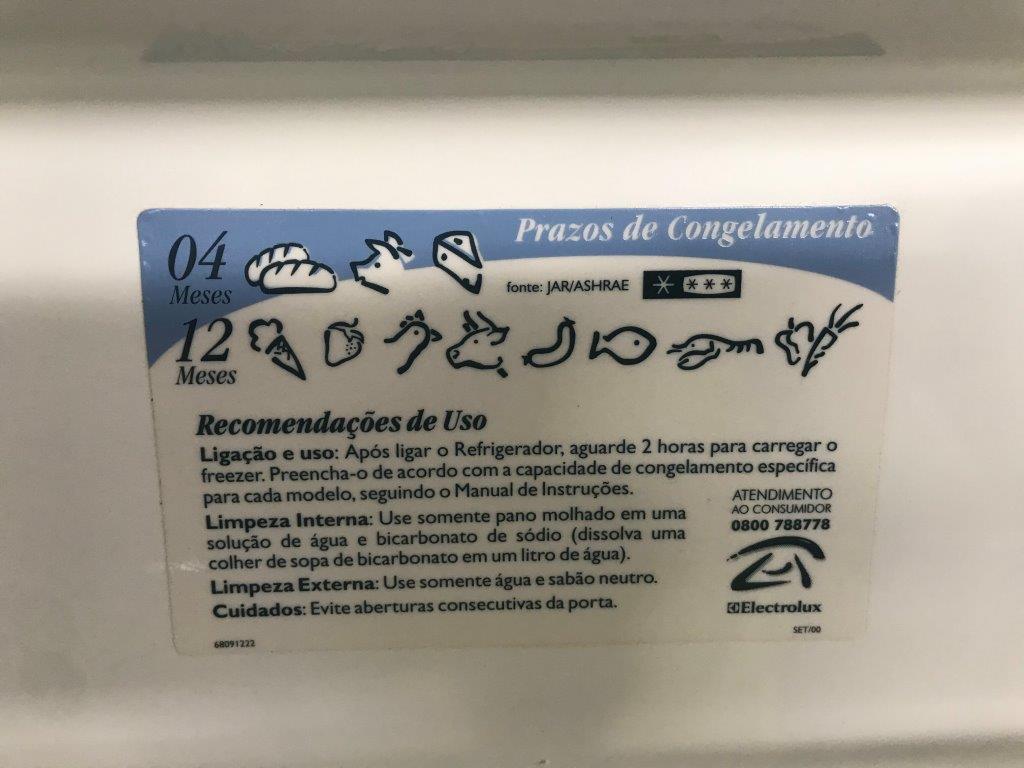 Prazos de Congelamento
04
Meses
fonte: JAR/ASHRAE
12
Meses
Recomendações de Uso
Ligação e uso: Após ligar o Refrigerador, aguarde 2 horas para carregar o
freezer. Preencha-o de acordo com a capacidade de congelamento específica
para cada modelo, seguindo o Manual de Instruções.
Limpeza Interna: Use somente pano molhado em uma
solução de água e bicarbonato de sódio (dissolva uma
colher de sopa de bicarbonato em um litro de água).
Limpeza Externa: Use somente água e sabão neutro.
Cuidados: Evite aberturas consecutivas da porta.
ATENDIMENTO
AO CONSUMIDOR
0800 788778
Electrolux
SET/00
68091222